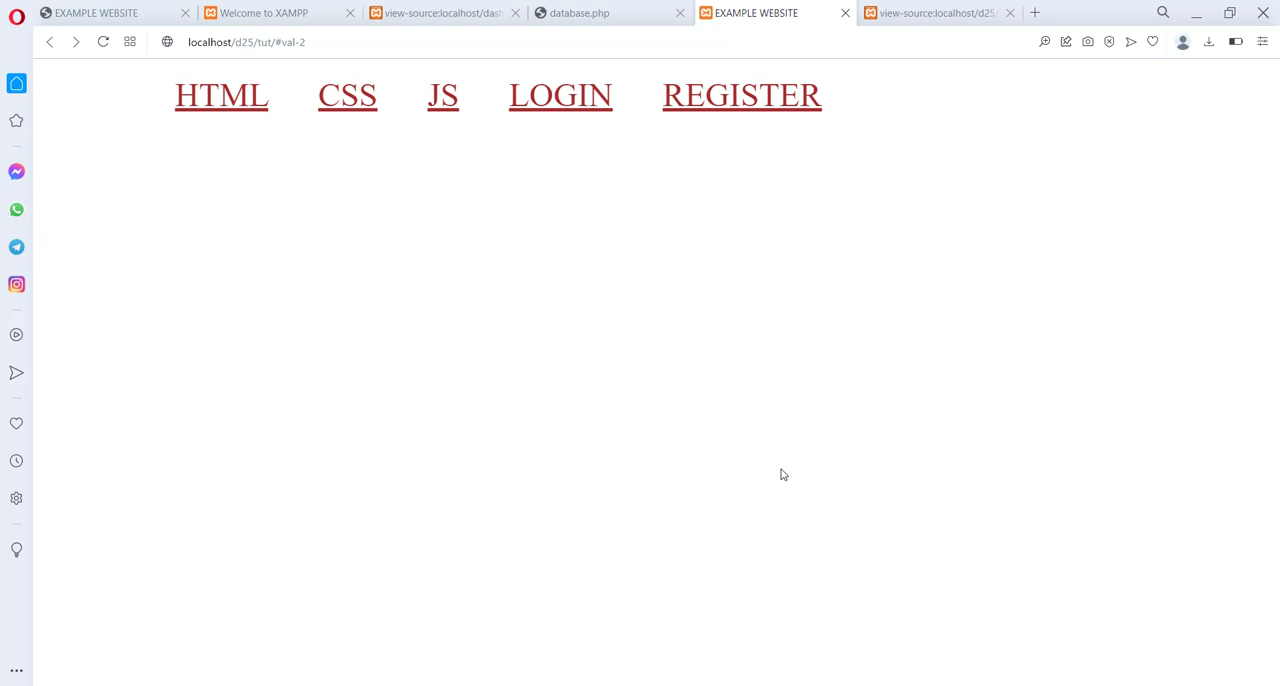 EXAMPLE WEBSITE
Welcome to XAMPP
view-source:localhost/dash
database.php
EXAMPLE WEBSITE
view-source:localhost/d25/
localhost/d25/tut/#val-2
HTML CSS JS LOGIN REGISTER